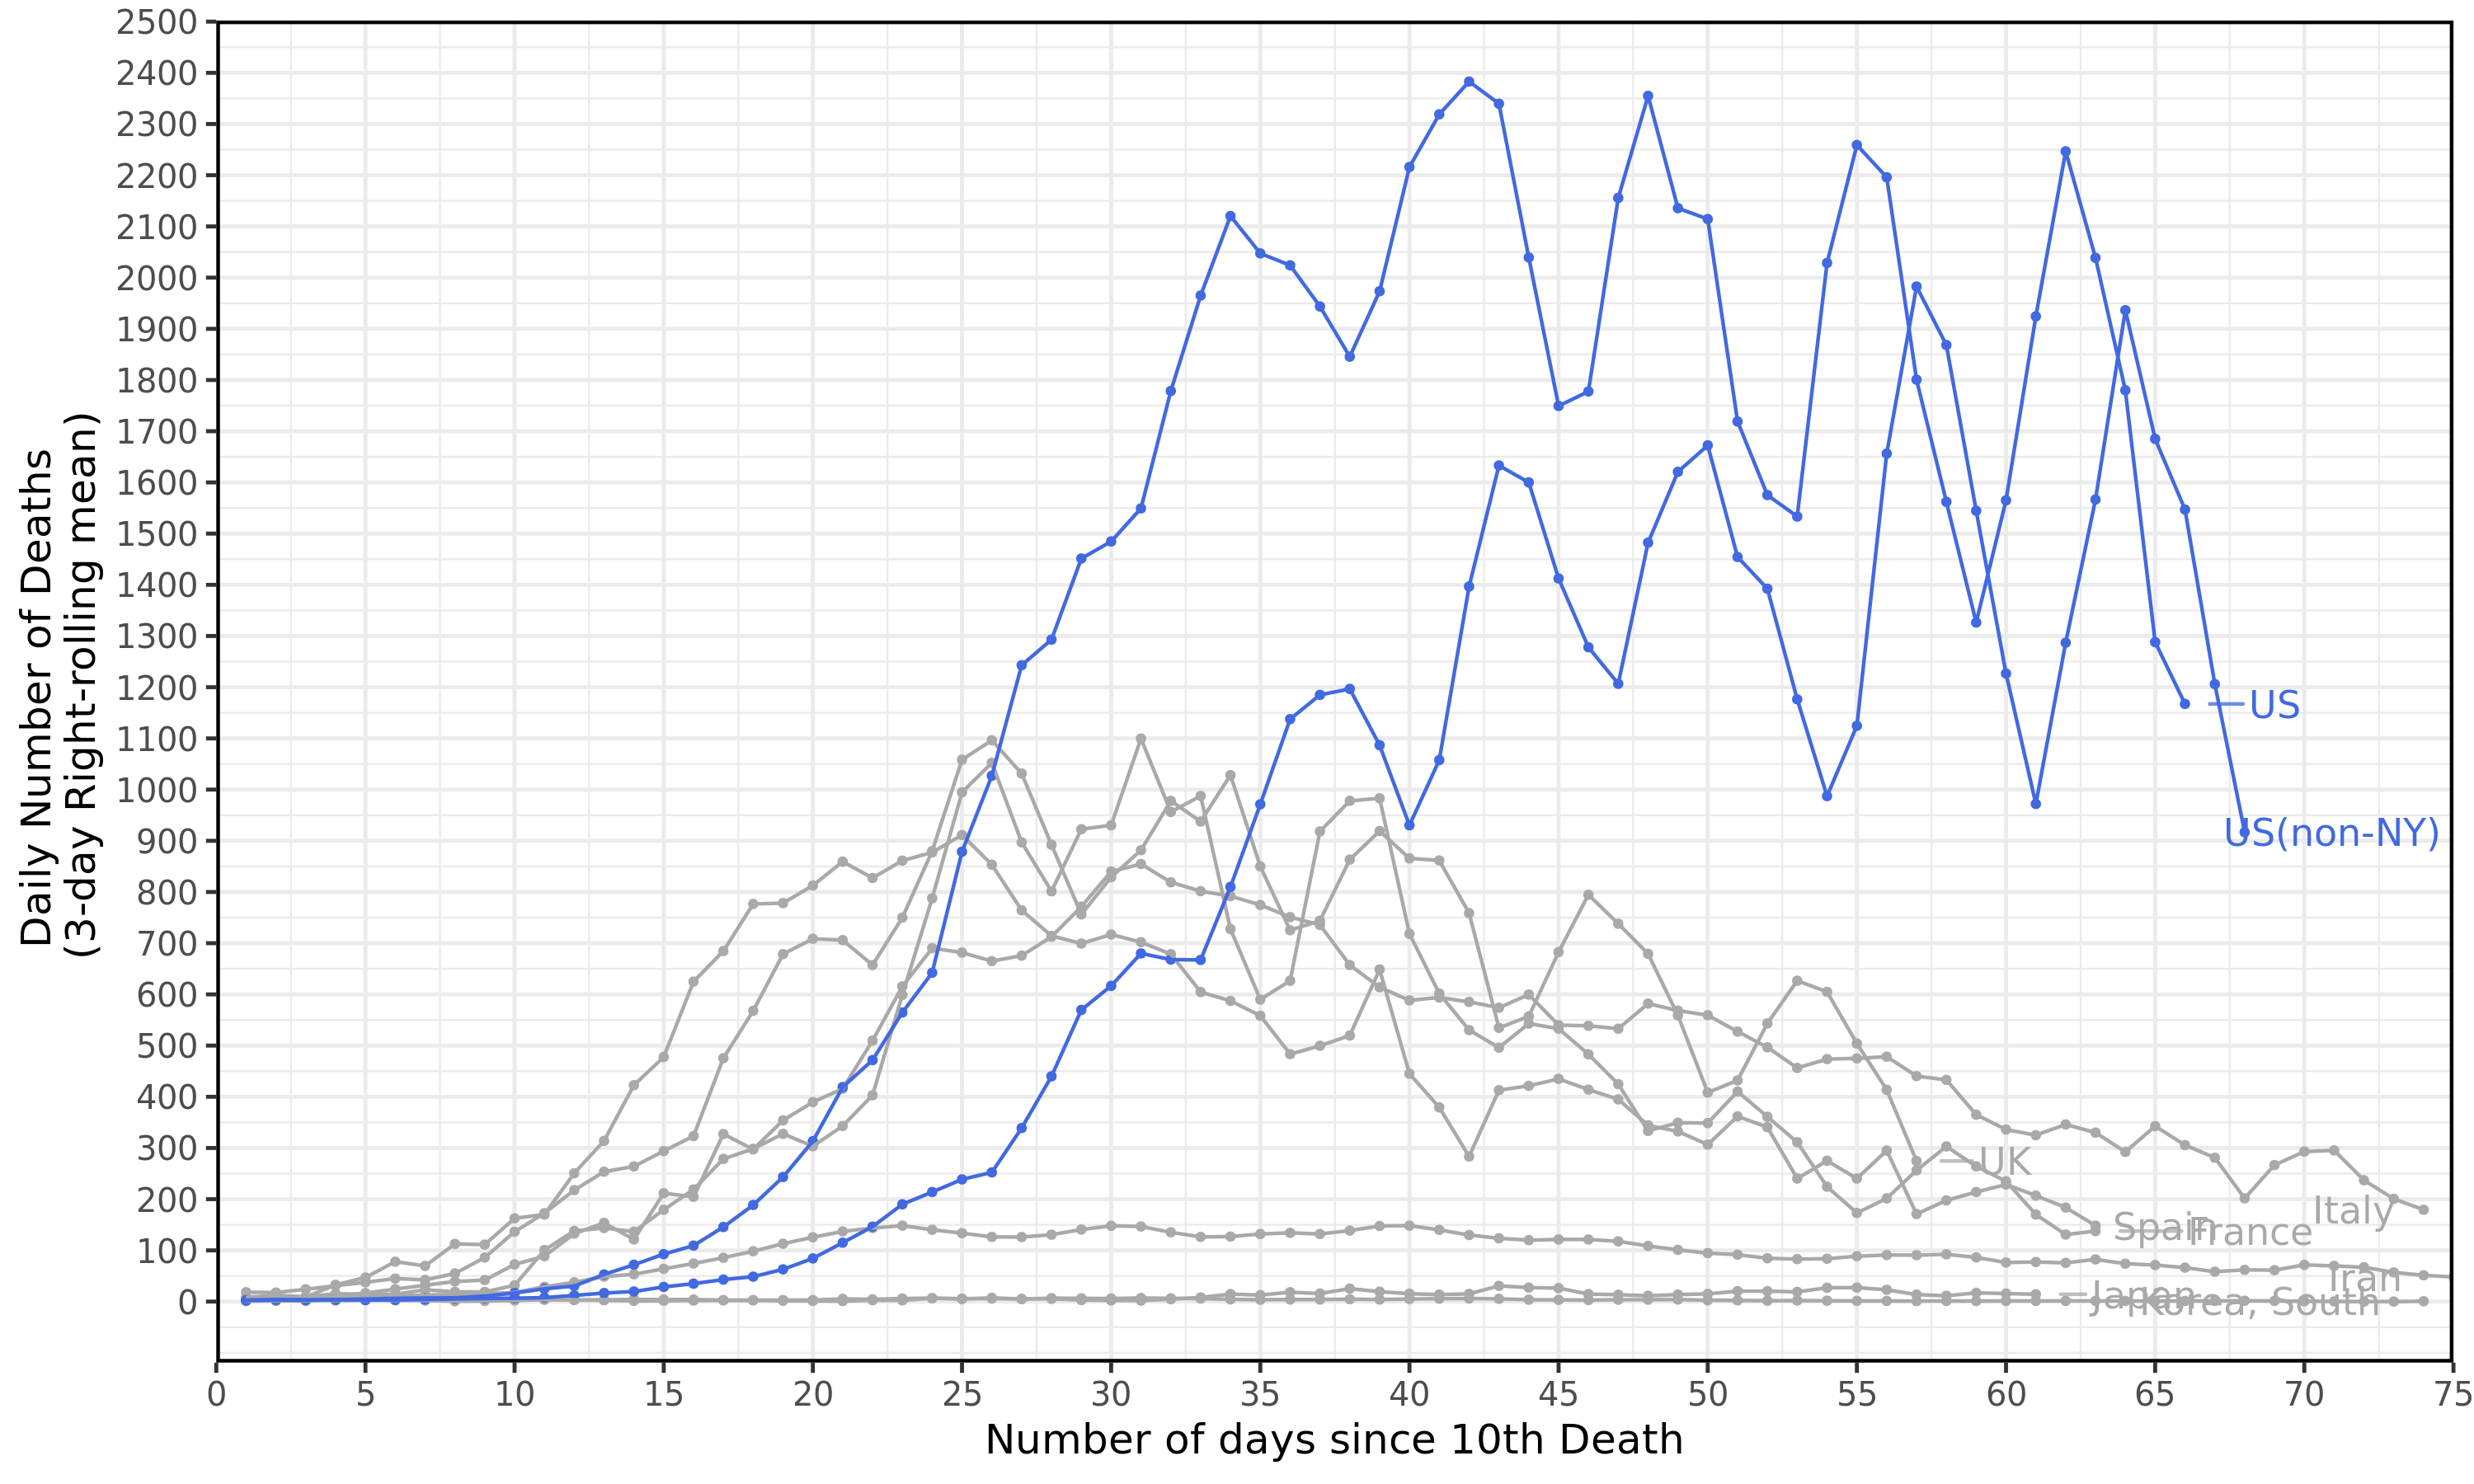 Daily Number of Deaths
(3-day Right-rolling mean)
2500
2400
2300
2200
2100
2000
1900
1800
1700
1600
1500
1400
1300
1200
1100
1000
900
800
700
600
500
400
300
200
100
0
US
US(non-NY)
UK
Italy
Spain
France
Iran
Japan
Korea, South
0 5 10 15 20 25 30 35 40 45 50 55 60 65 70 75
Number of days since 10th Death